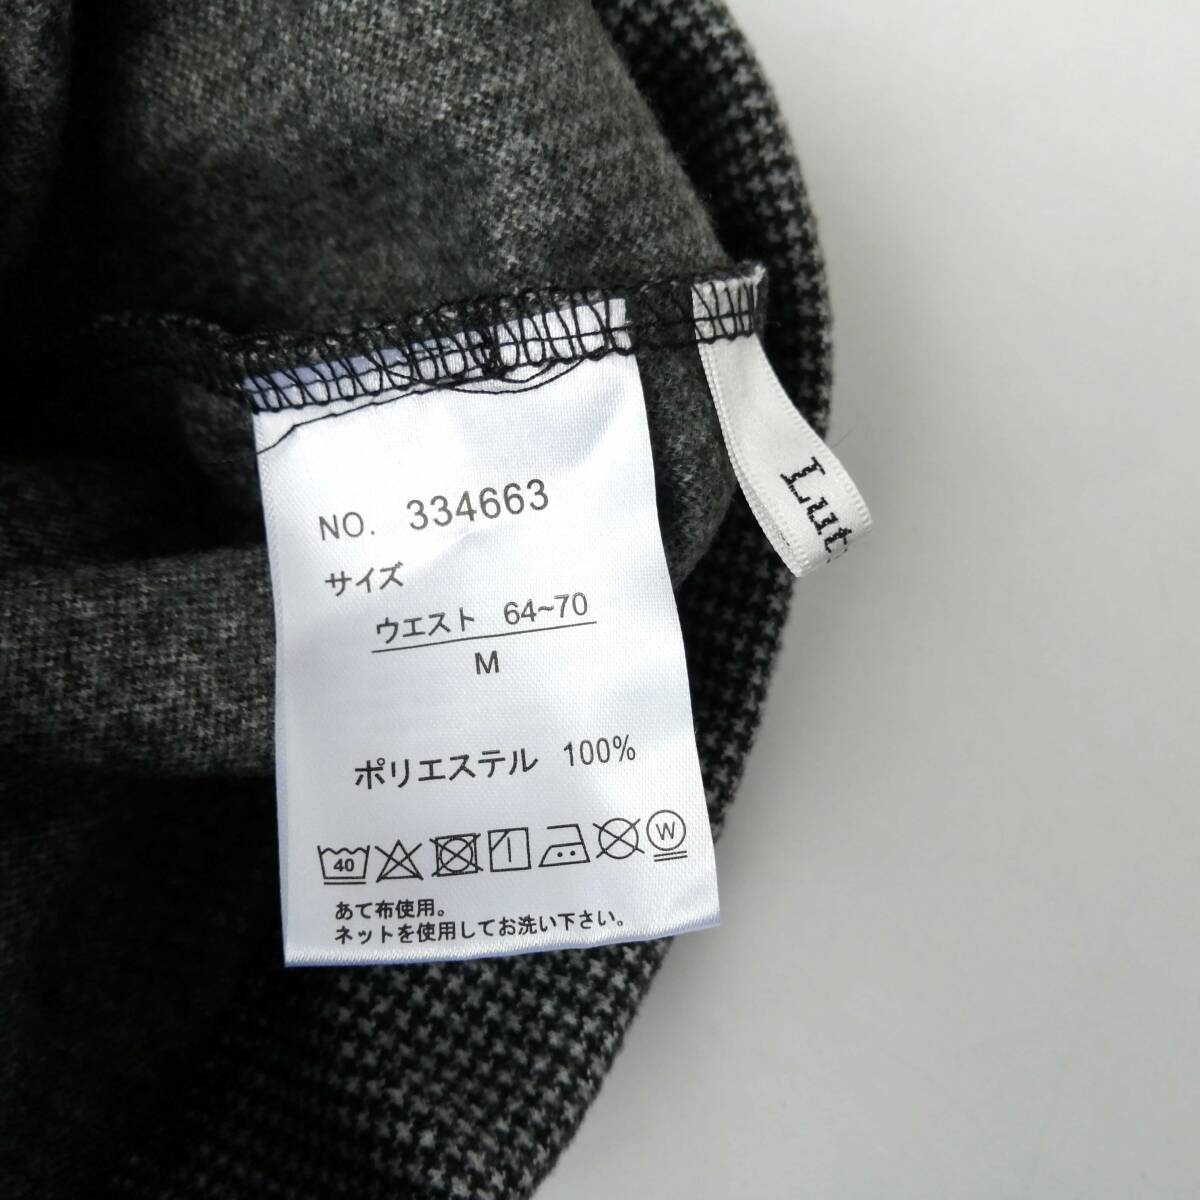 NO. 334663
サイズ
ウエスト 64~70
M
ポリエステル 100%
40
W
あて布使用。
ネットを使用してお洗い下さい。